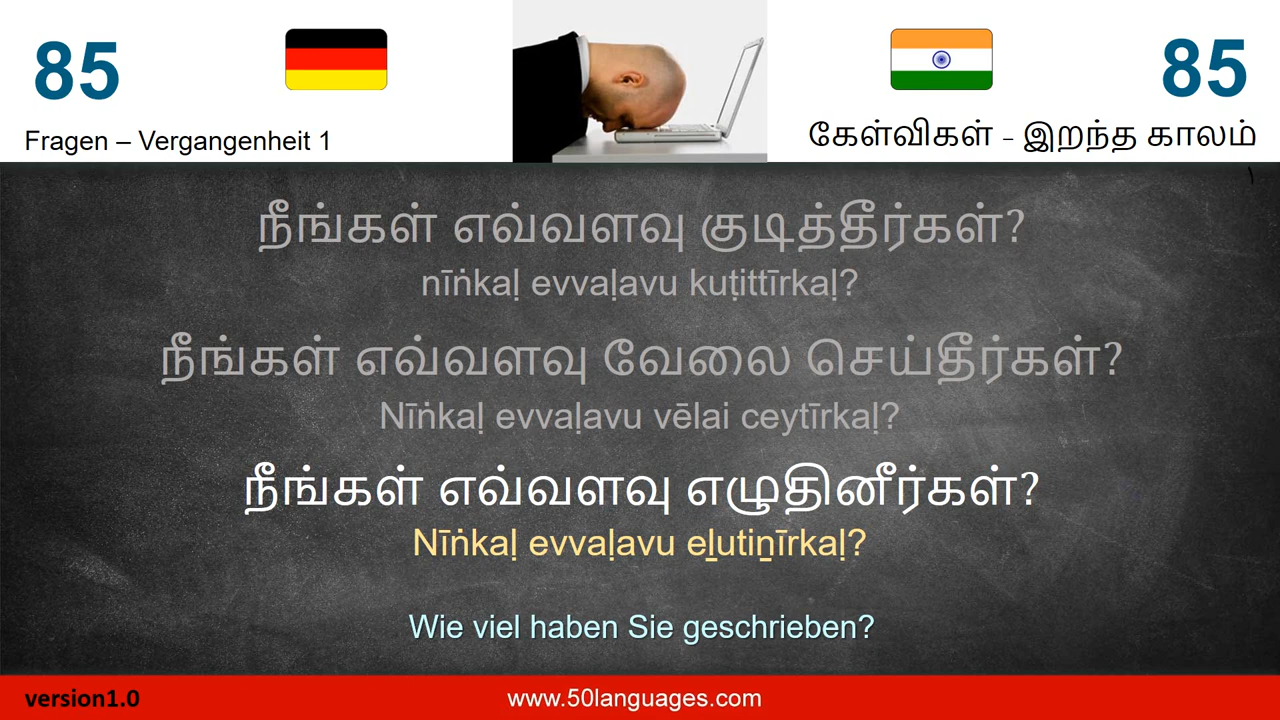 85
85
Fragen – Vergangenheit 1
கேள்விகள் - இறந்த காலம்
நீங்கள் எவ்வளவு குடித்தீர்கள்?
nīṅkaḷ evvaḷavu kuṭittīrkaḷ?
நீங்கள் எவ்வளவு வேலை செய்தீர்கள்?
Nīṅkaḷ evvaḷavu vēlai ceytīrkaḷ?
நீங்கள் எவ்வளவு எழுதினீர்கள்?
Nīṅkaḷ evvaḷavu eḻutiṉīrkaḷ?
Wie viel haben Sie geschrieben?
version1.0
www.50languages.com